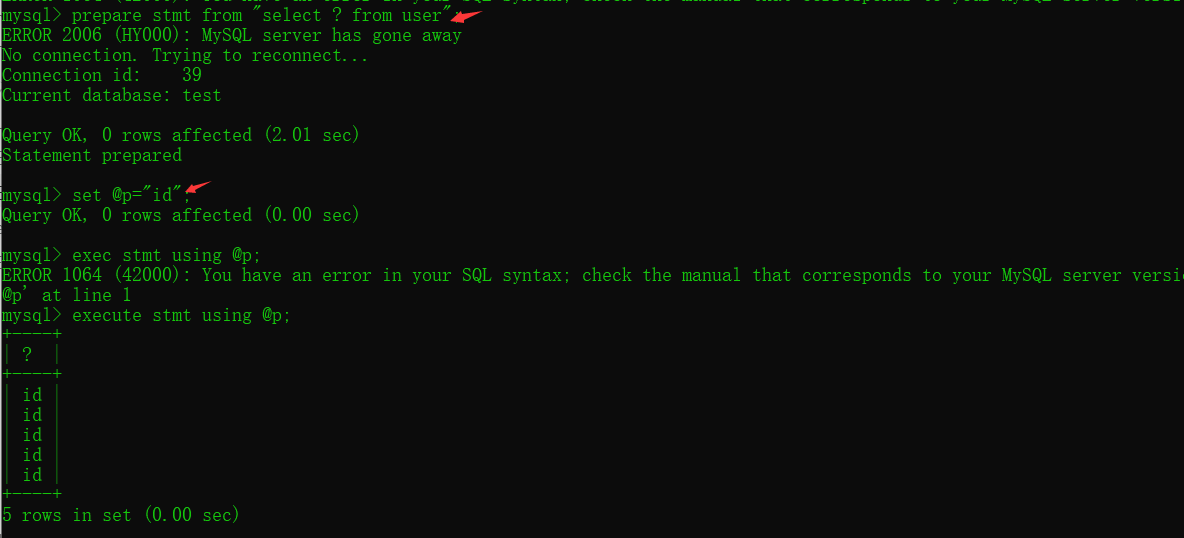 mysql> prepare stmt from "select ? from user";
ERROR 2006 (HY000): MySQL server has gone away
No connection. Trying to reconnect...
Connection id:    39
Current database: test
Query OK, 0 rows affected (2.01 sec)
Statement prepared
mysql> set @p="id";
Query OK, 0 rows affected (0.00 sec)
mysql> exec stmt using @p;
ERROR 1064 (42000): You have an error in your SQL syntax; check the manual that corresponds to your MySQL server versi
@p' at line 1
mysql> execute stmt using @p;
+----+
| ?  |
+----+
| id |
| id |
| id |
| id |
| id |
+----+
5 rows in set (0.00 sec)